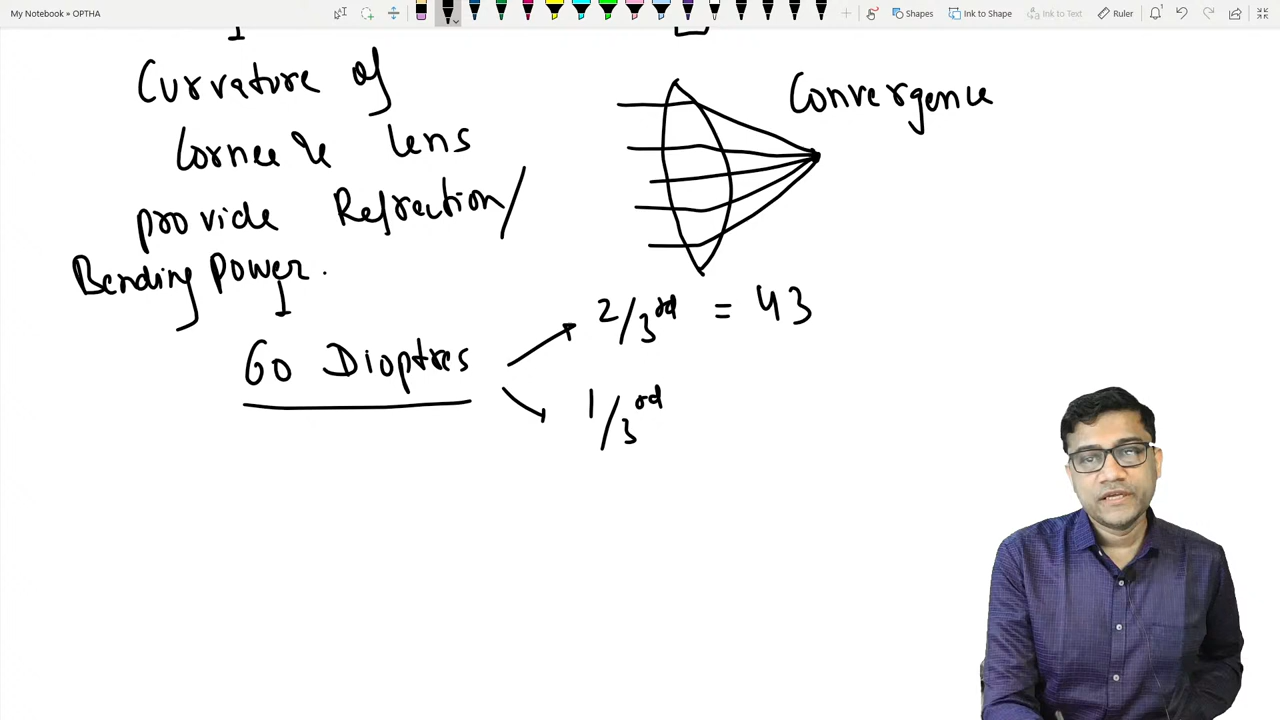 My Notebook » OPTHA
Shapes
Ink to Shape
Ink to Text
Ruler
Curvature of
Cornea & lens
provide Refraction/
Bending Power.
60 Dioptres
Convergence
2/3rd = 43
1/3rd